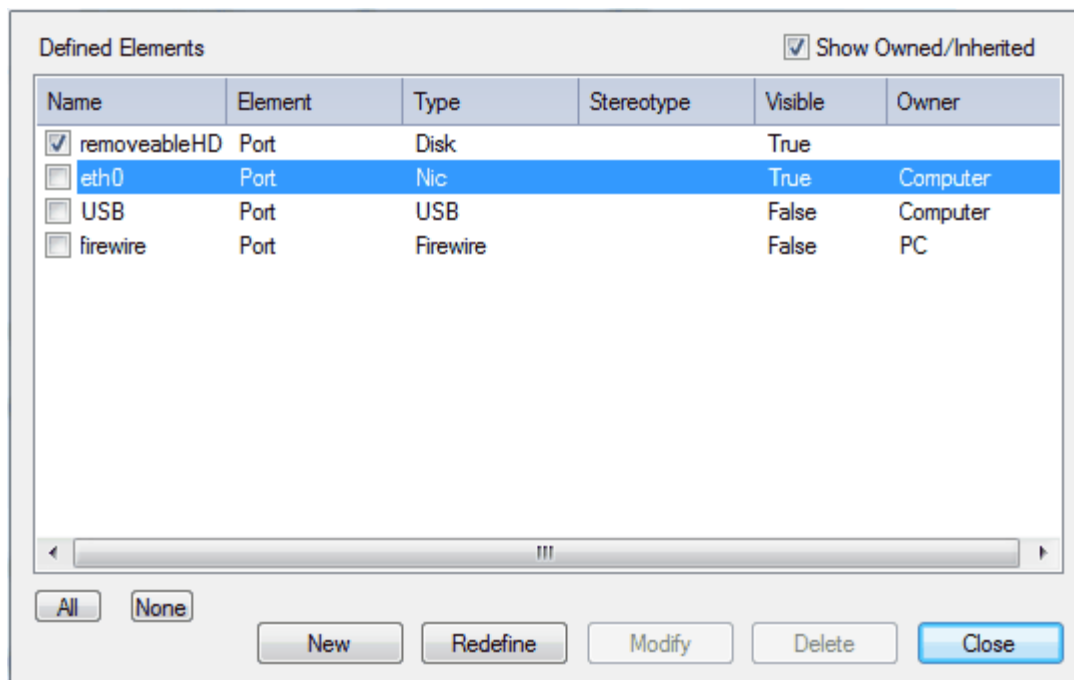 Defined Elements Show Owned/Inherited
Name Element Type Stereotype Visible Owner
removeableHD Port Disk True
eth0 Port Nic True Computer
USB Port USB False Computer
firewire Port Firewire False PC
All None
New Redefine Modify Delete Close